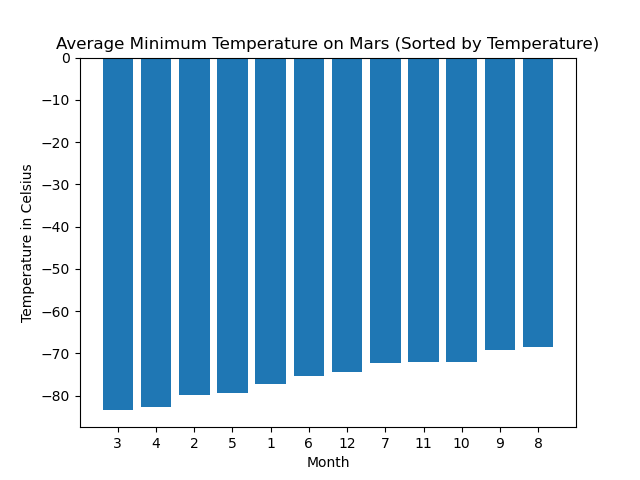 Average Minimum Temperature on Mars (Sorted by Temperature)
0
−10
−20
−30
−40
−50
−60
−70
−80
Temperature in Celsius
3 4 2 5 1 6 12 7 11 10 9 8
Month